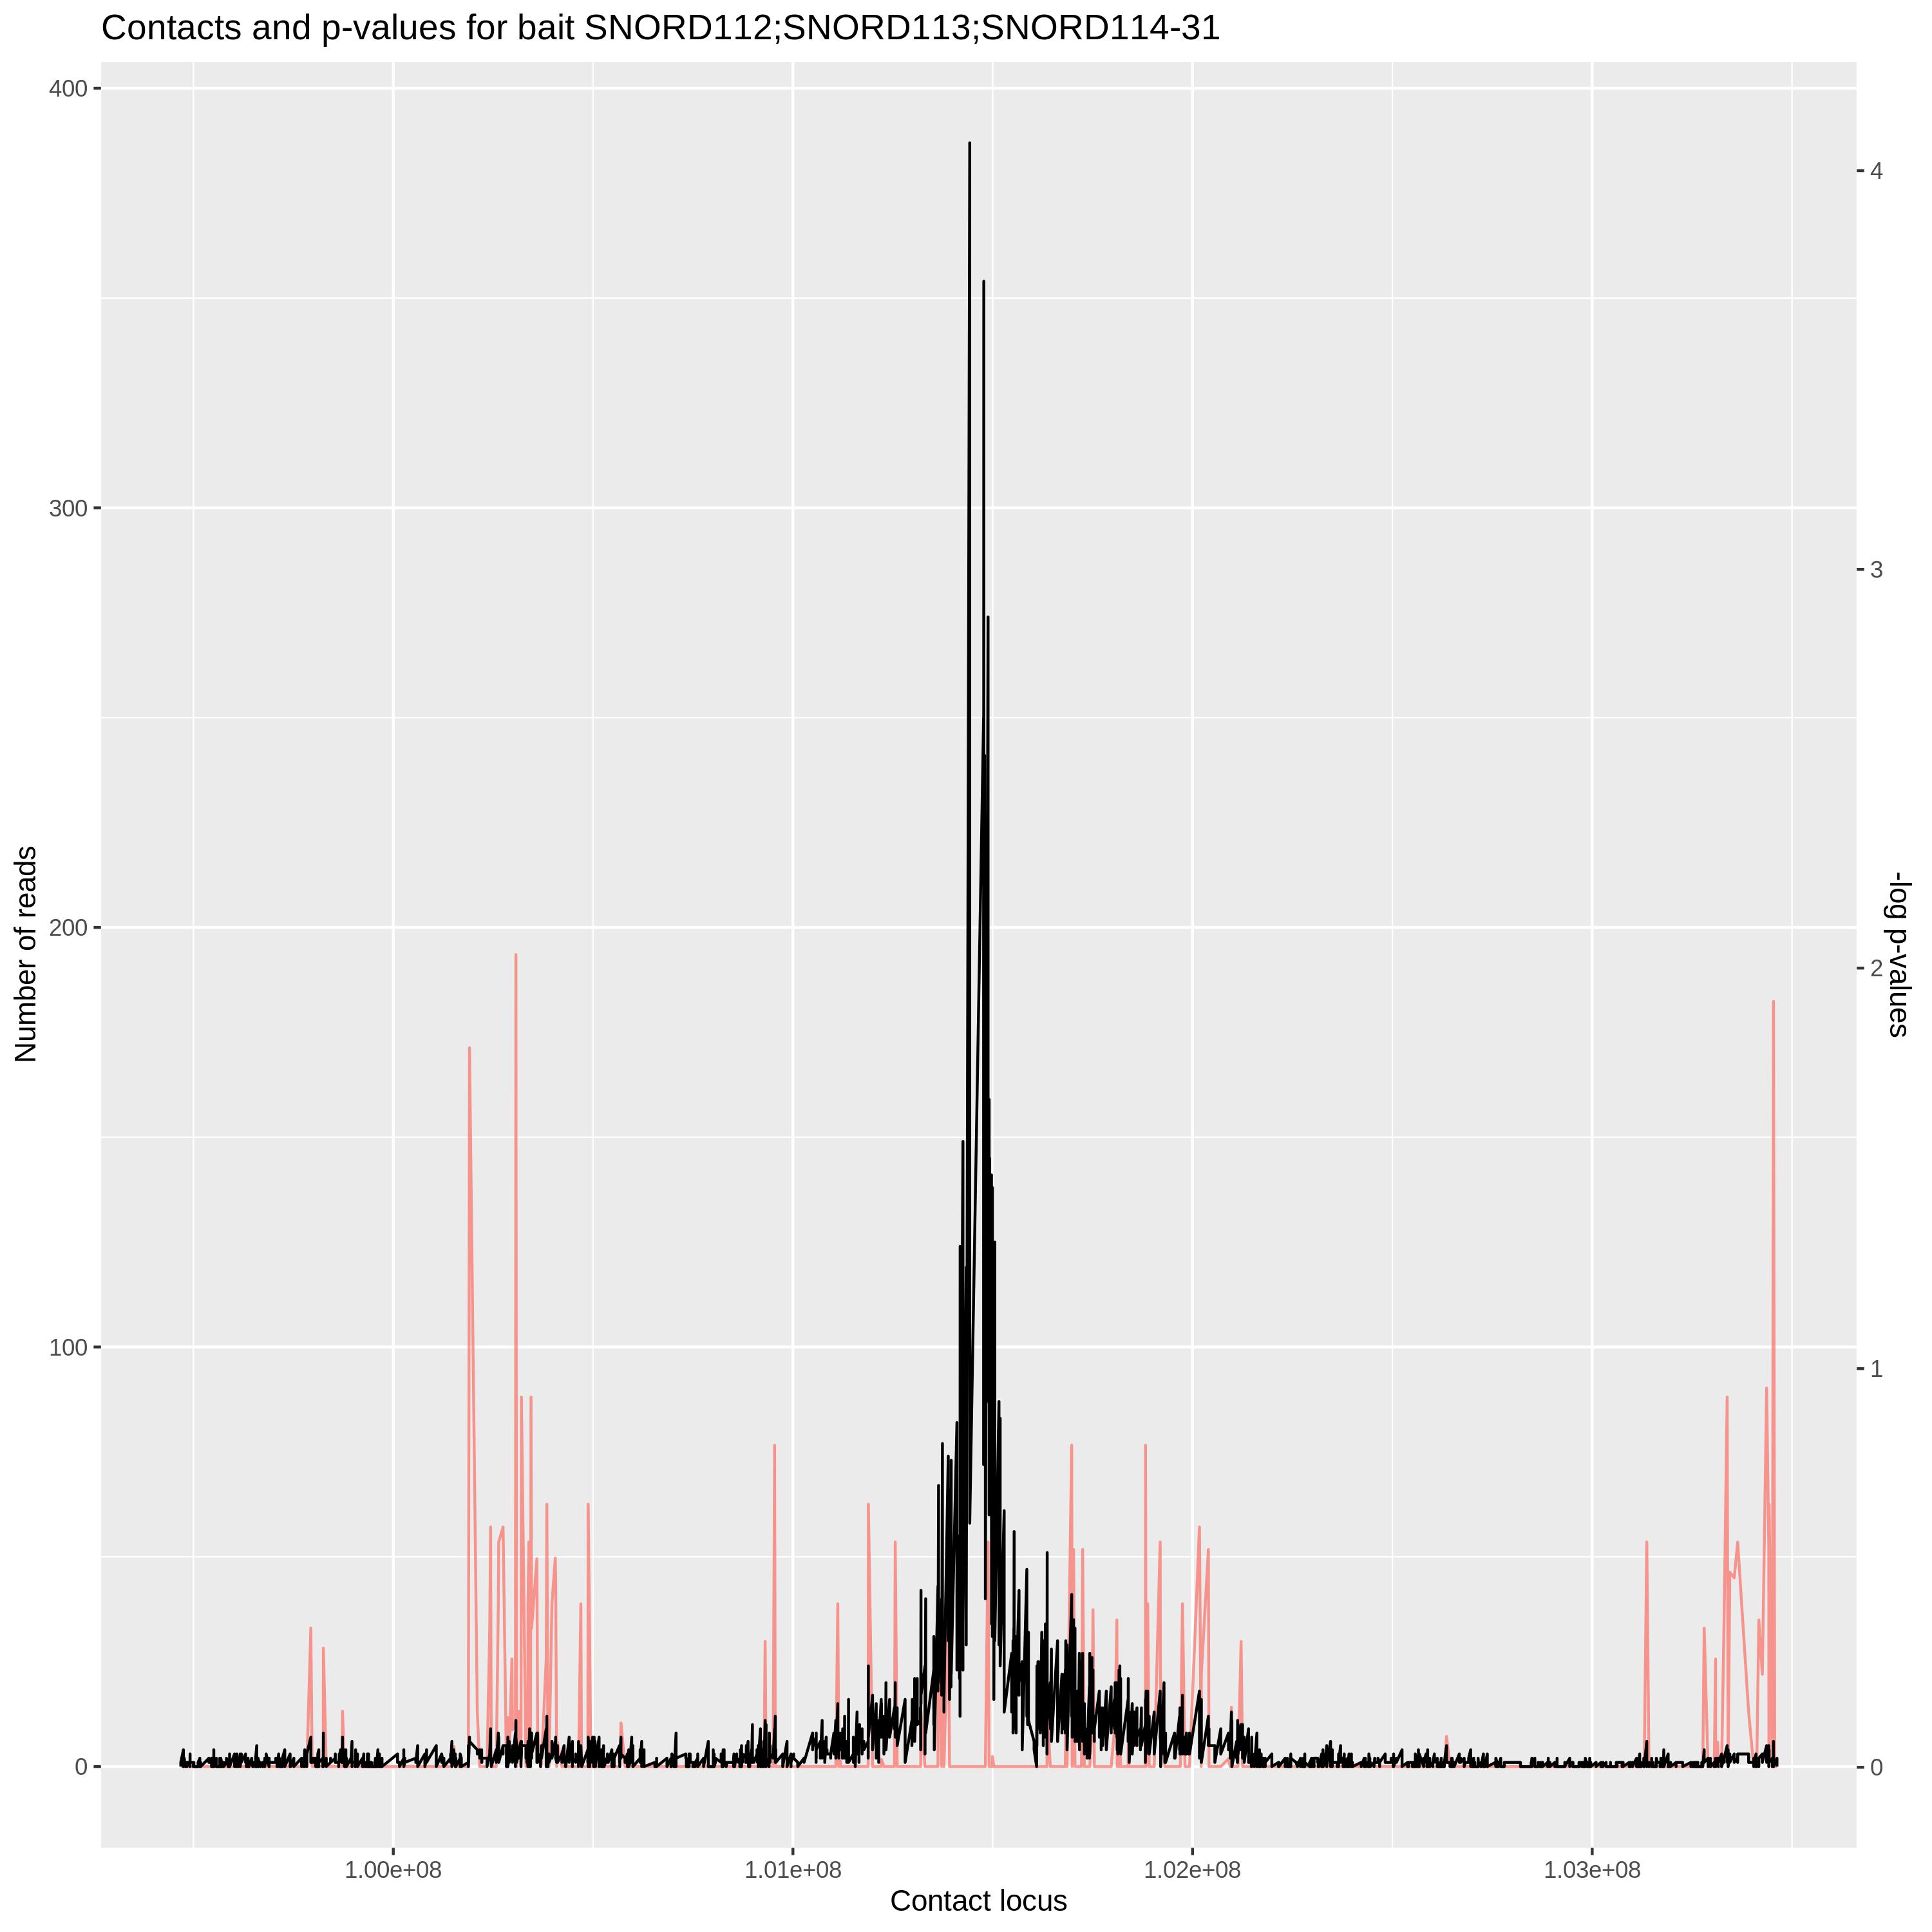 Contacts and p-values for bait SNORD112;SNORD113;SNORD114-31
400
300
200
100
0
Number of reads
4
3
2
1
0
-log p-values
1.00e+08
1.01e+08
1.02e+08
1.03e+08
Contact locus